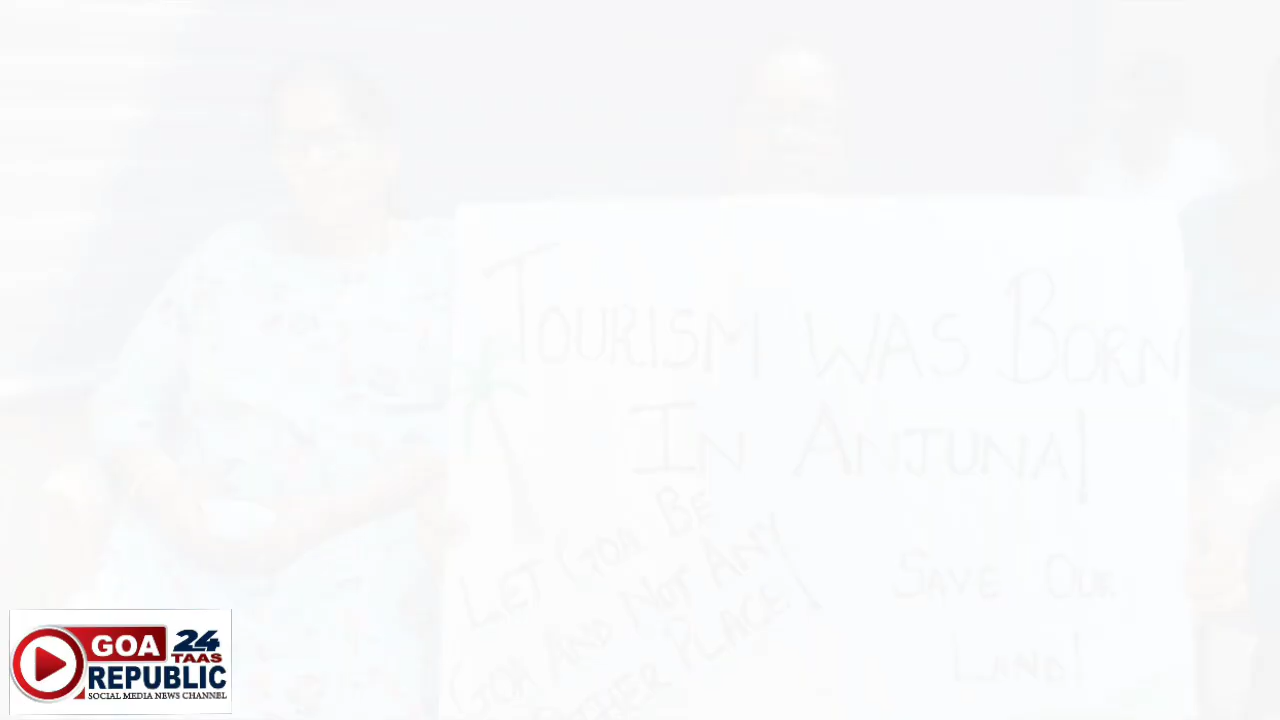 TOURISM WAS BORN
IN ANJUNA!
LET GOA BE
GOA AND NOT ANY
OTHER PLACE!
SAVE OUR
LAND!
GOA 24
TAAS
REPUBLIC
SOCIAL MEDIA NEWS CHANNEL